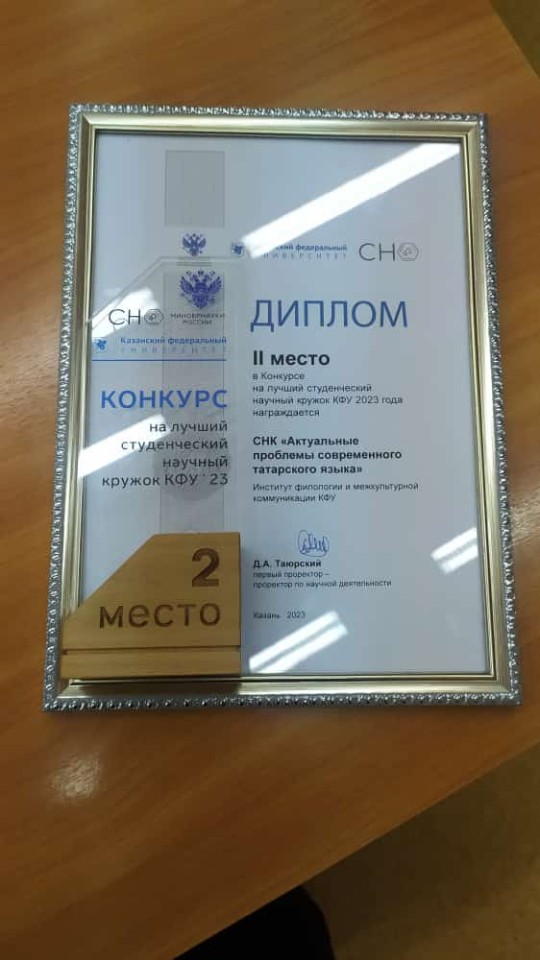 федеральный
УНИВЕРСИТЕТ
СНО
ДИПЛОМ
II место
в Конкурсе
на лучший студенческий
научный кружок КФУ 2023 года
награждается
СНК «Актуальные
проблемы современного
татарского языка»
Институт филологии и межкультурной
коммуникации КФУ
Д.А. Таюрский
первый проректор –
проректор по научной деятельности
Казань 2023
СНО
МИНОБРНАУКИ
РОССИИ
Казанский федеральный
УНИВЕРСИТЕТ
КОНКУРС
на лучший
студенческий
научный
кружок КФУ '23
2
место